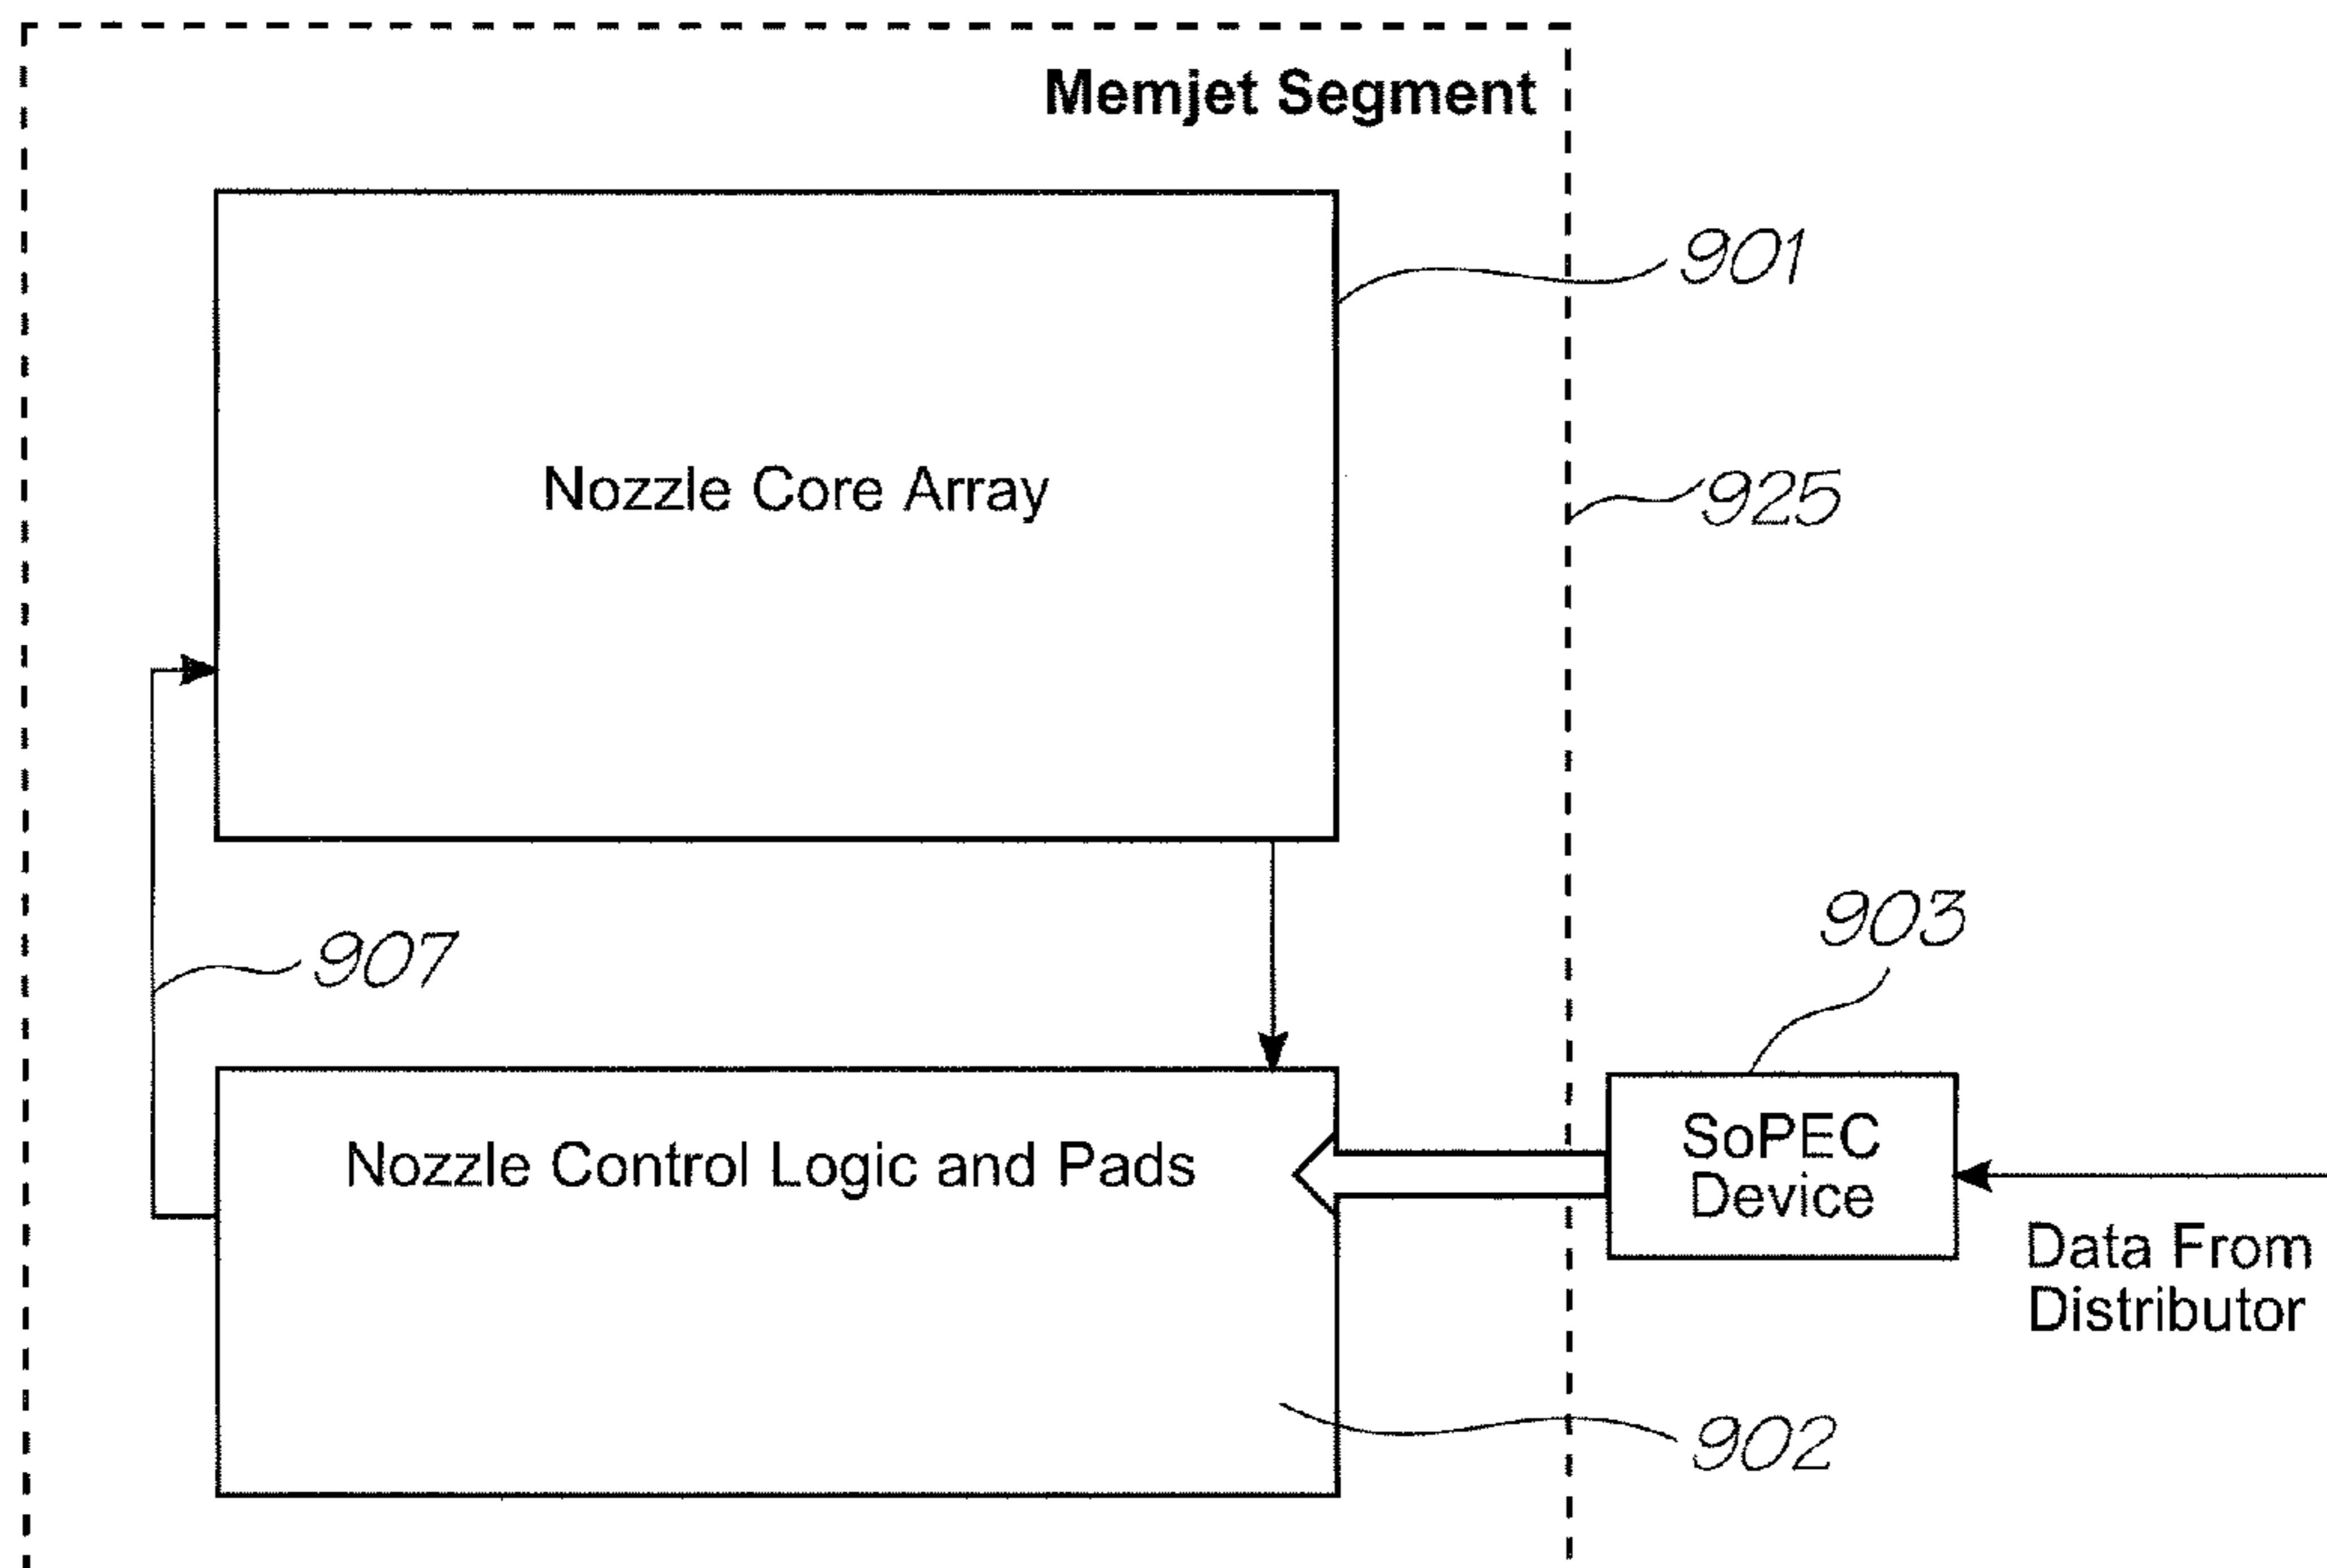 Memjet Segment
901
Nozzle Core Array
925
903
907
SoPEC
Device
Nozzle Control Logic and Pads
Data From
Distributor
902